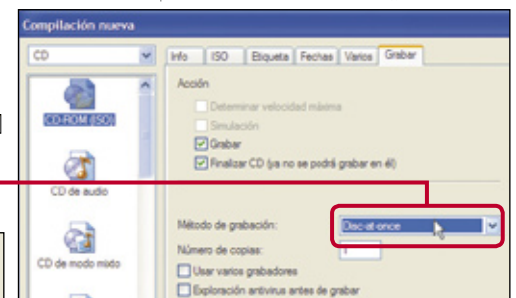 Compilación nueva
CD
Info ISO Etiqueta Fechas Varios Grabar
CD-ROM (ISO)
CD de audio
CD de modo mixto
Acción
Determinar velocidad máxima
Simulación
Grabar
Finalizar CD (ya no se podrá grabar en él)
Método de grabación: Disc-at-once
Número de copias: 1
Usar varios grabadores
Exploración antivirus antes de grabar